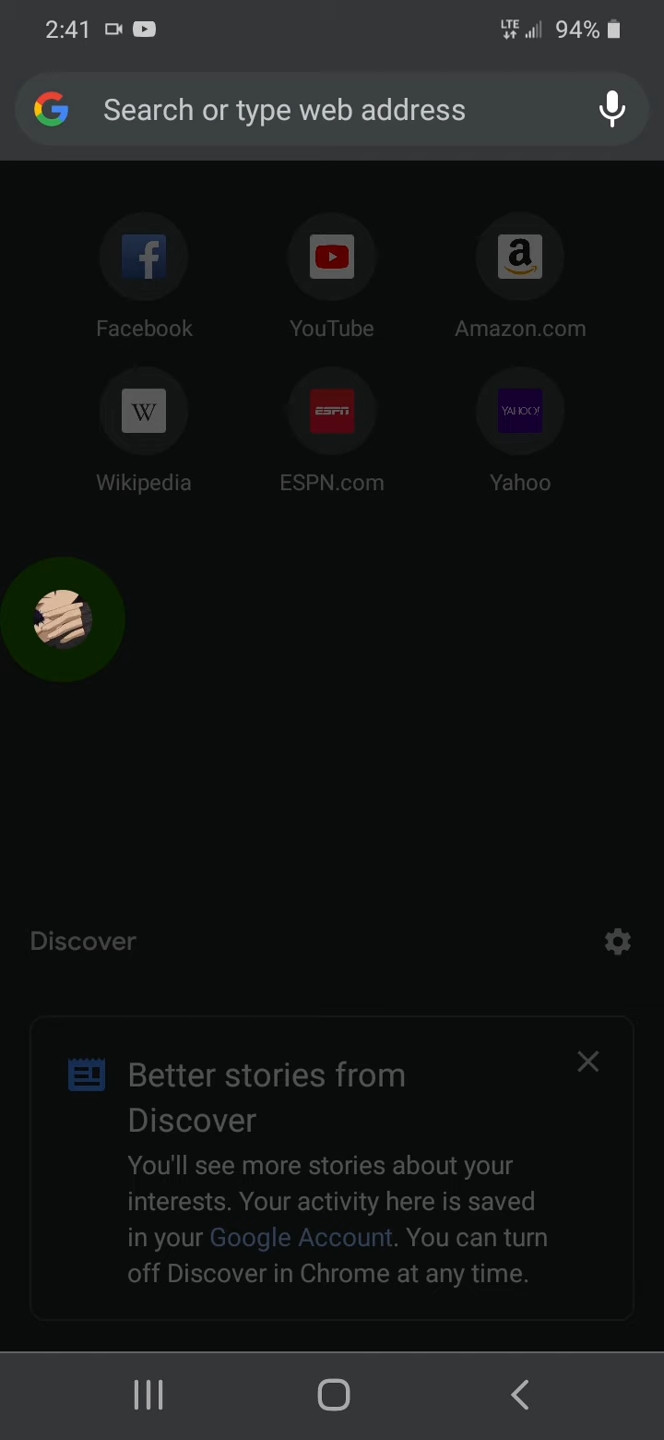 2:41
LTE 94%
Search or type web address
Facebook YouTube Amazon.com
Wikipedia ESPN.com Yahoo
Discover
Better stories from
Discover
You'll see more stories about your
interests. Your activity here is saved
in your Google Account. You can turn
off Discover in Chrome at any time.